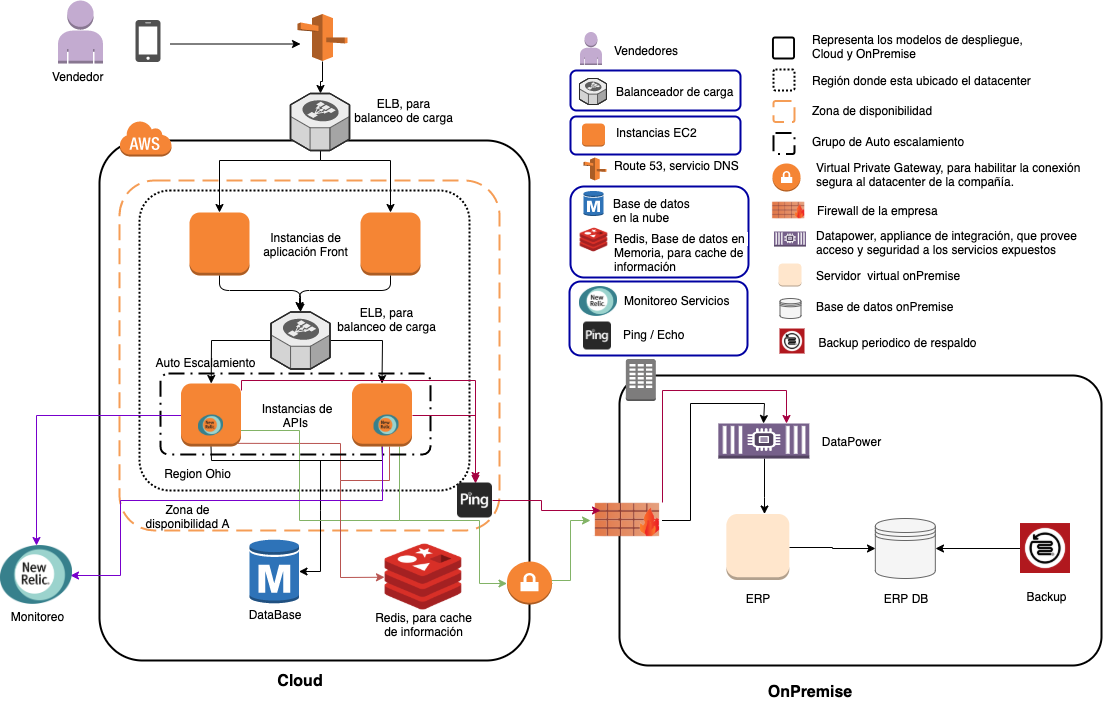 Vendedor
ELB, para
balanceo de carga
AWS
Instancias de
aplicación Front
ELB, para
balanceo de carga
Auto Escalamiento
Instancias de
APIs
New
Relic.
New
Relic.
Region Ohio
Ping
Zona de
disponibilidad A
New
Relic.
Monitoreo
M
DataBase
Redis, para cache
de información
Cloud
Vendedores
Balanceador de carga
Instancias EC2
Route 53, servicio DNS
M
Base de datos
en la nube
Redis, Base de datos en
Memoria, para cache de
información
New
Relic.
Monitoreo Servicios
Ping
Ping / Echo
Representa los modelos de despliegue,
Cloud y OnPremise
Región donde esta ubicado el datacenter
Zona de disponibilidad
Grupo de Auto escalamiento
Virtual Private Gateway, para habilitar la conexión
segura al datacenter de la compañía.
Firewall de la empresa
Datapower, appliance de integración, que provee
acceso y seguridad a los servicios expuestos
Servidor virtual onPremise
Base de datos onPremise
Backup periodico de respaldo
DataPower
ERP
ERP DB
Backup
OnPremise